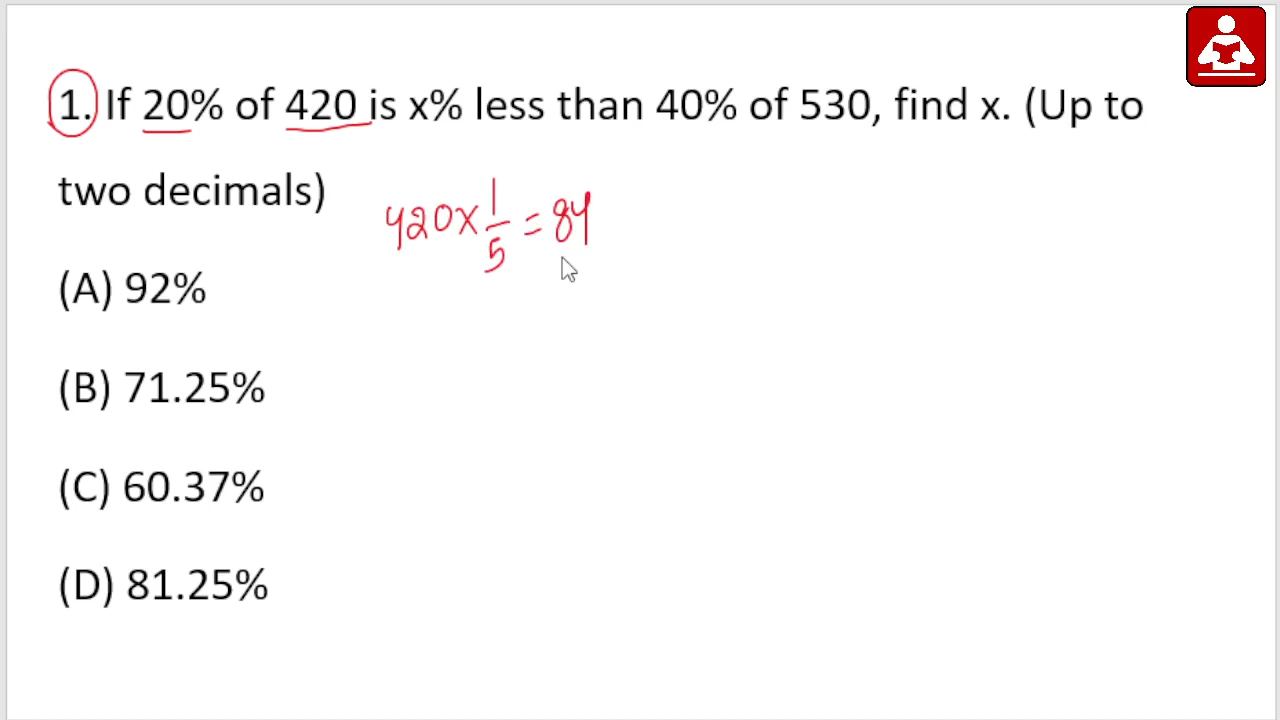 1. If 20% of 420 is x% less than 40% of 530, find x. (Up to
two decimals)
420 x 1/5 = 84
(A) 92%
(B) 71.25%
(C) 60.37%
(D) 81.25%